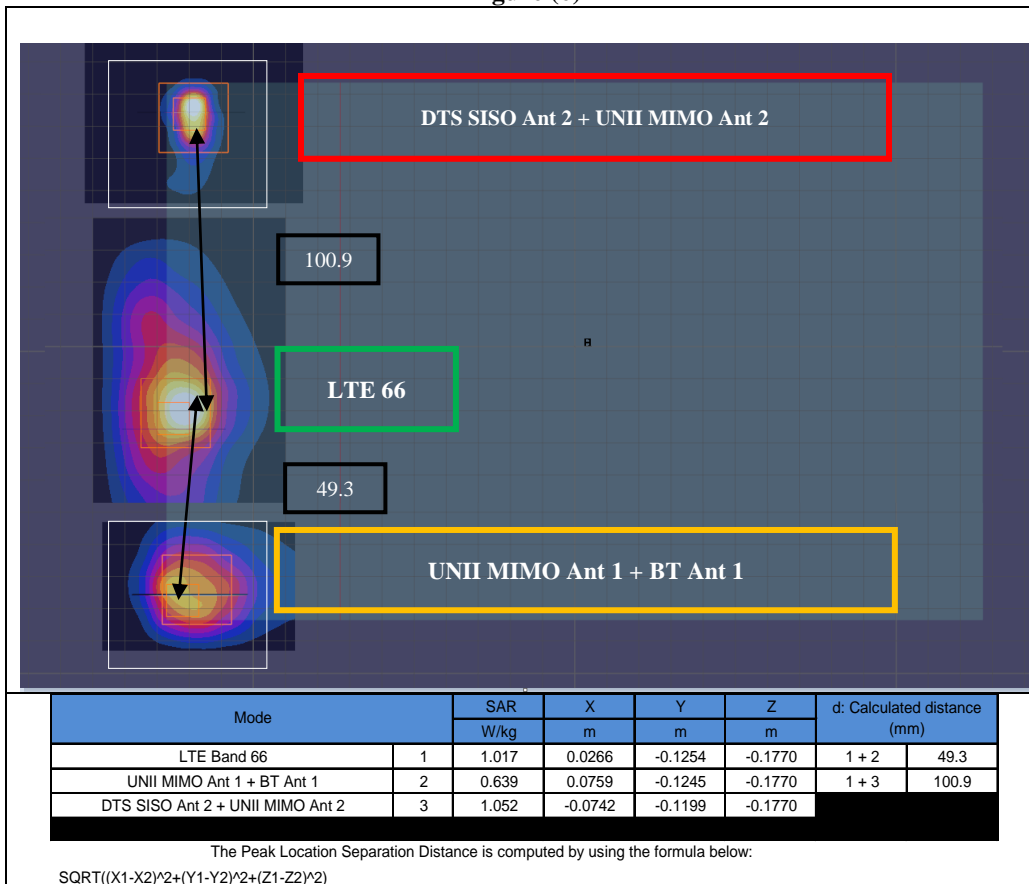 DTS SISO Ant 2 + UNII MIMO Ant 2
100.9
LTE 66
49.3
UNII MIMO Ant 1 + BT Ant 1
Mode SAR X Y Z d: Calculated distance (mm)
W/kg m m m
LTE Band 66 1 1.017 0.0266 -0.1254 -0.1770 1 + 2 49.3
UNII MIMO Ant 1 + BT Ant 1 2 0.639 0.0759 -0.1245 -0.1770 1 + 3 100.9
DTS SISO Ant 2 + UNII MIMO Ant 2 3 1.052 -0.0742 -0.1199 -0.1770
The Peak Location Separation Distance is computed by using the formula below:
SQRT((X1-X2)^2+(Y1-Y2)^2+(Z1-Z2)^2)